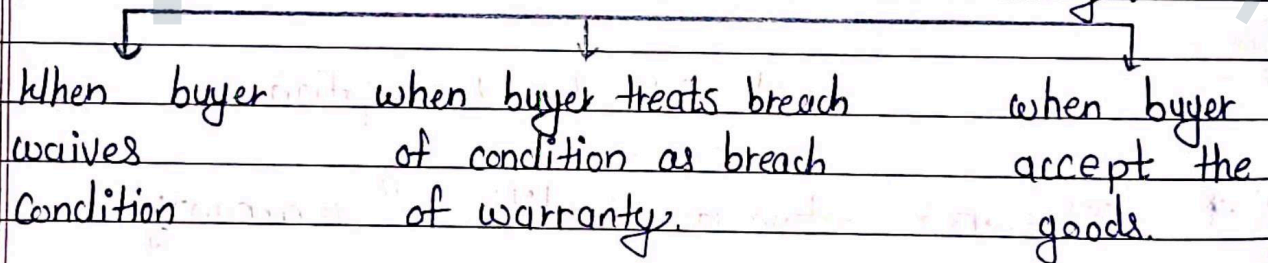 When buyer
waives
Condition
when buyer treats breach
of condition as breach
of warranty.
when buyer
accept the
goods.